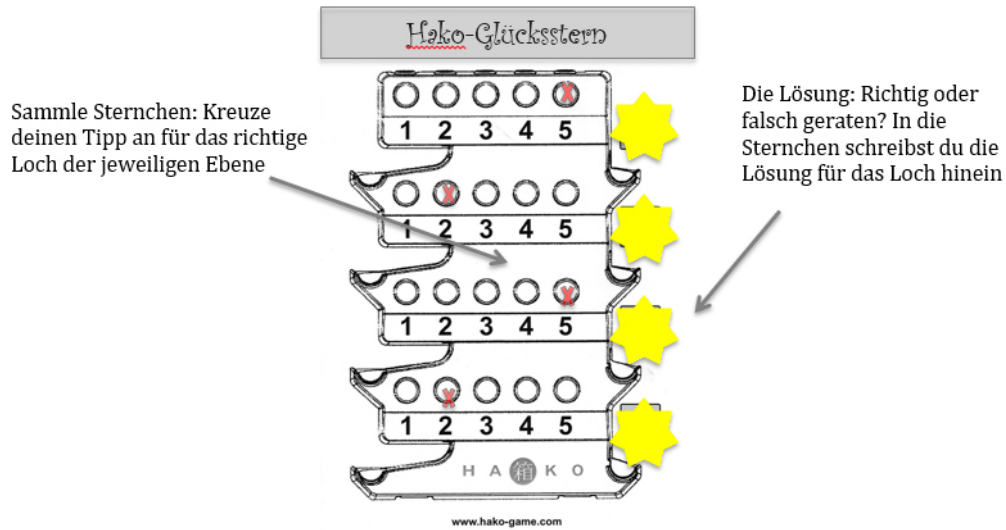 Hako-Glücksstern
Sammle Sternchen: Kreuze
deinen Tipp an für das richtige
Loch der jeweiligen Ebene
Die Lösung: Richtig oder
falsch geraten? In die
Sternchen schreibst du die
Lösung für das Loch hinein
X
1 2 3 4 5
X
1 2 3 4 5
X
1 2 3 4 5
X
1 2 3 4 5
H A 箱 K O
www.hako-game.com